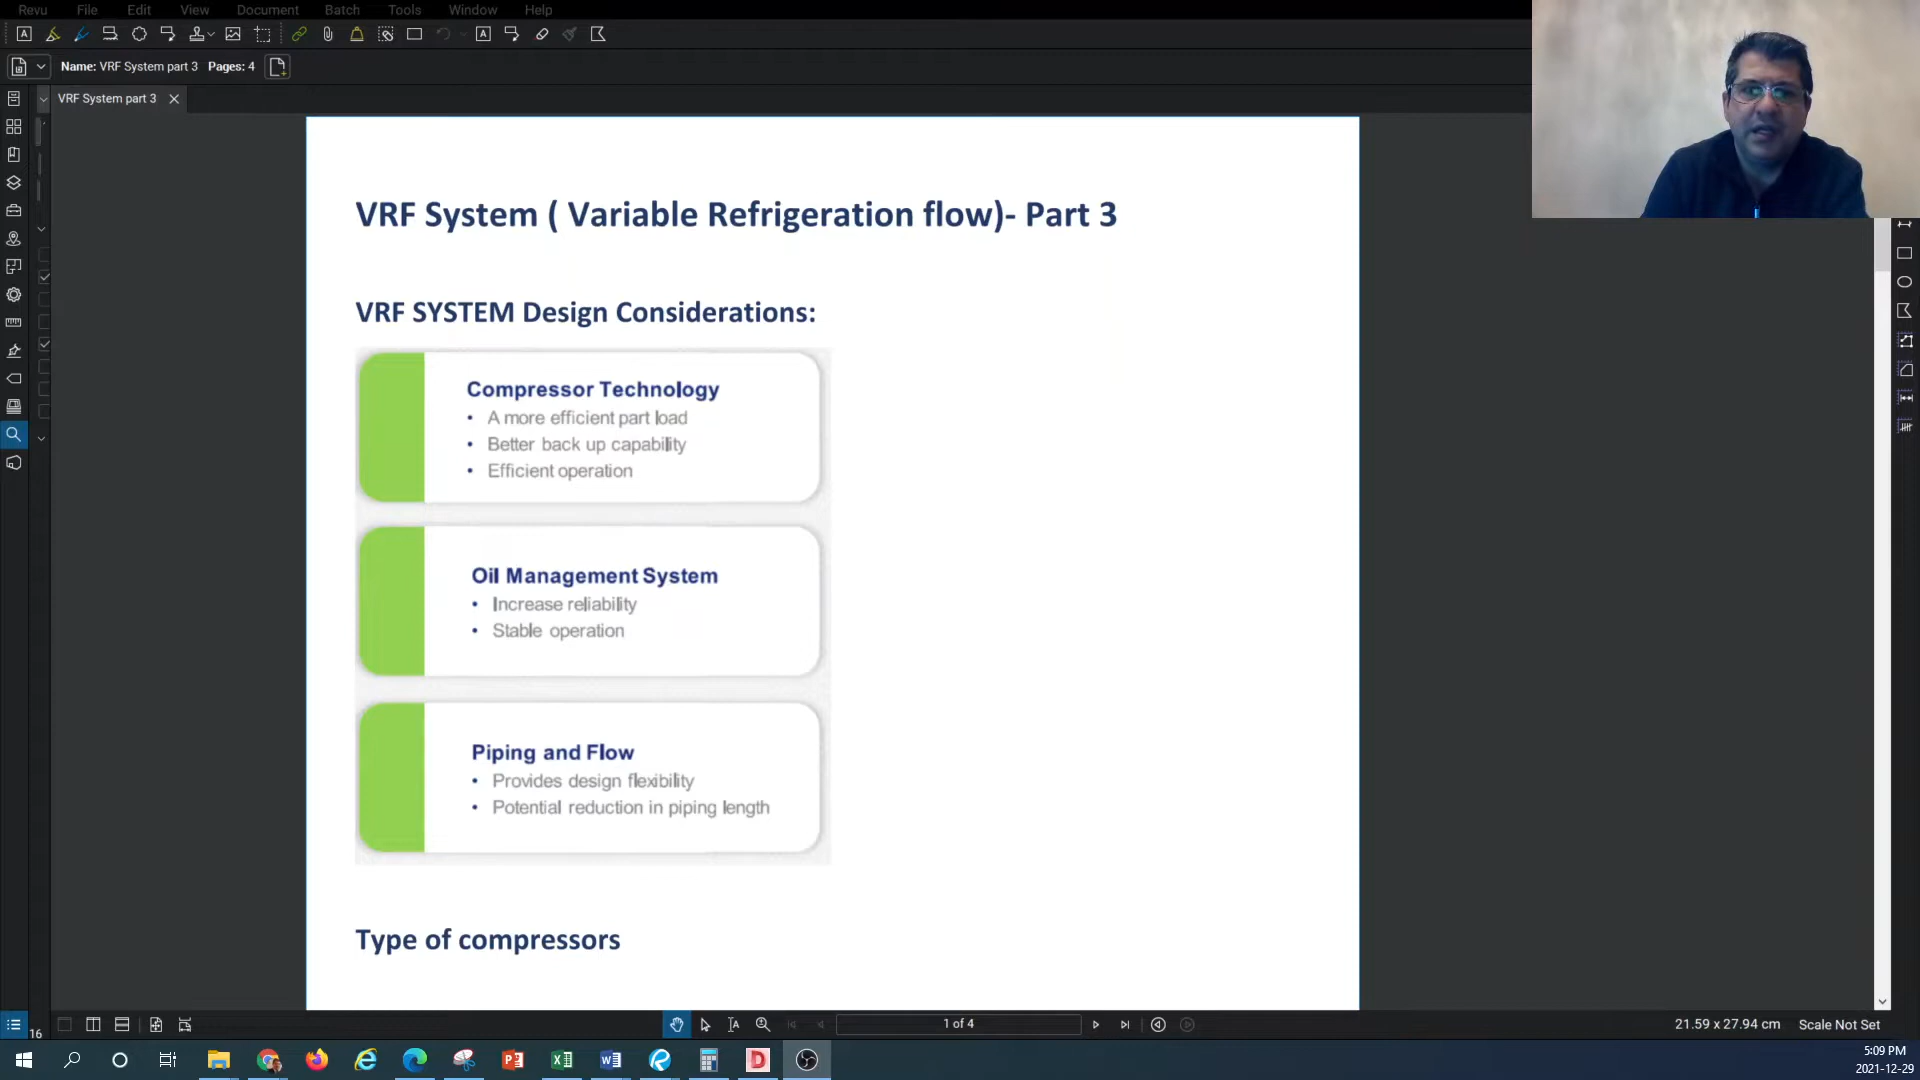 Revu File Edit View Document Batch Tools Window Help
Name: VRF System part 3 Pages: 4
VRF System part 3
VRF System ( Variable Refrigeration flow)- Part 3
VRF SYSTEM Design Considerations:
Compressor Technology
• A more efficient part load
• Better back up capability
• Efficient operation
Oil Management System
• Increase reliability
• Stable operation
Piping and Flow
• Provides design flexibility
• Potential reduction in piping length
Type of compressors
16
1 of 4
21.59 x 27.94 cm Scale Not Set
5:09 PM
2021-12-29